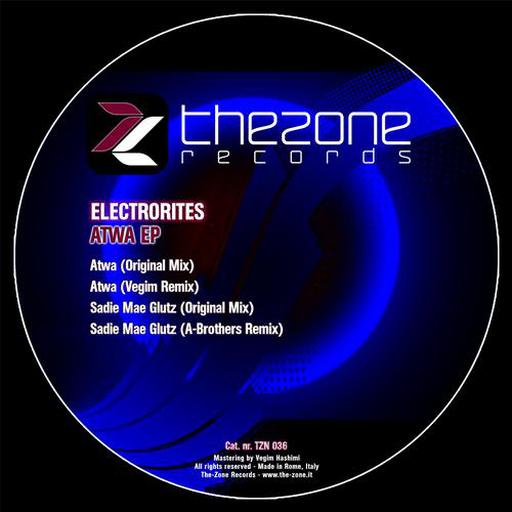 thezone
records
ELECTRORITES
ATWA EP
Atwa (Original Mix)
Atwa (Vegim Remix)
Sadie Mae Glutz (Original Mix)
Sadie Mae Glutz (A-Brothers Remix)
Cat. nr. TZN 036
Mastering by Vegim Hashimi
All rights reserved - Made in Rome, Italy
The-Zone Records - www.the-zone.it